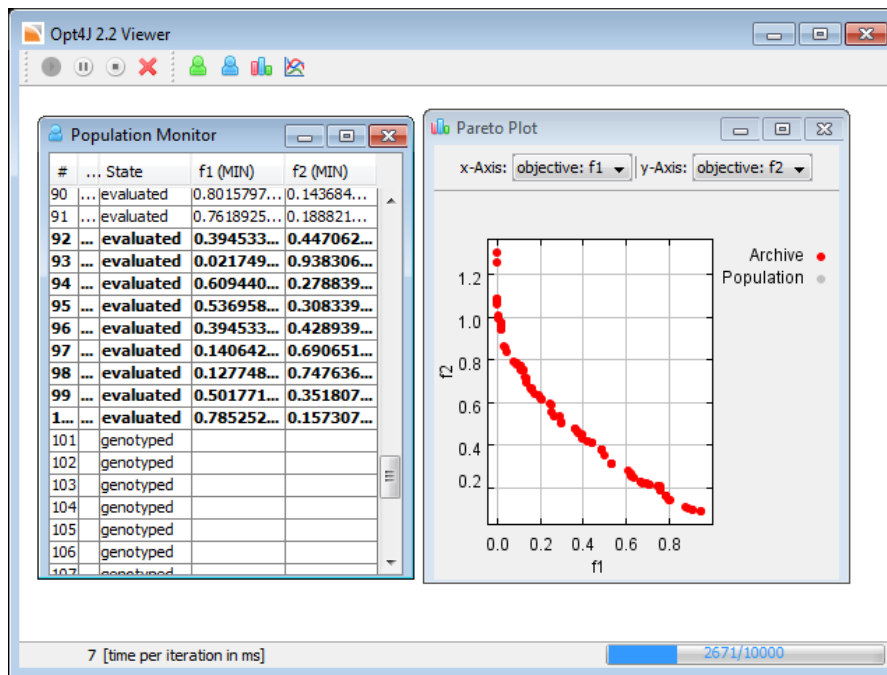 Opt4J 2.2 Viewer
Population Monitor
# ... State f1 (MIN) f2 (MIN)
90 ... evaluated 0.8015797... 0.143684...
91 ... evaluated 0.7618925... 0.188821...
92 ... evaluated 0.394533... 0.447062...
93 ... evaluated 0.021749... 0.938306...
94 ... evaluated 0.609440... 0.278839...
95 ... evaluated 0.536958... 0.308339...
96 ... evaluated 0.394533... 0.428939...
97 ... evaluated 0.140642... 0.690651...
98 ... evaluated 0.127748... 0.747636...
99 ... evaluated 0.501771... 0.351807...
1... ... evaluated 0.785252... 0.157307...
101 genotyped
102 genotyped
103 genotyped
104 genotyped
105 genotyped
106 genotyped
107 genotyped
Pareto Plot
x-Axis: objective: f1 y-Axis: objective: f2
Archive
Population
1.2
1.0
0.8
0.6
0.4
0.2
f2
0.0 0.2 0.4 0.6 0.8
f1
7 [time per iteration in ms]
2671/10000